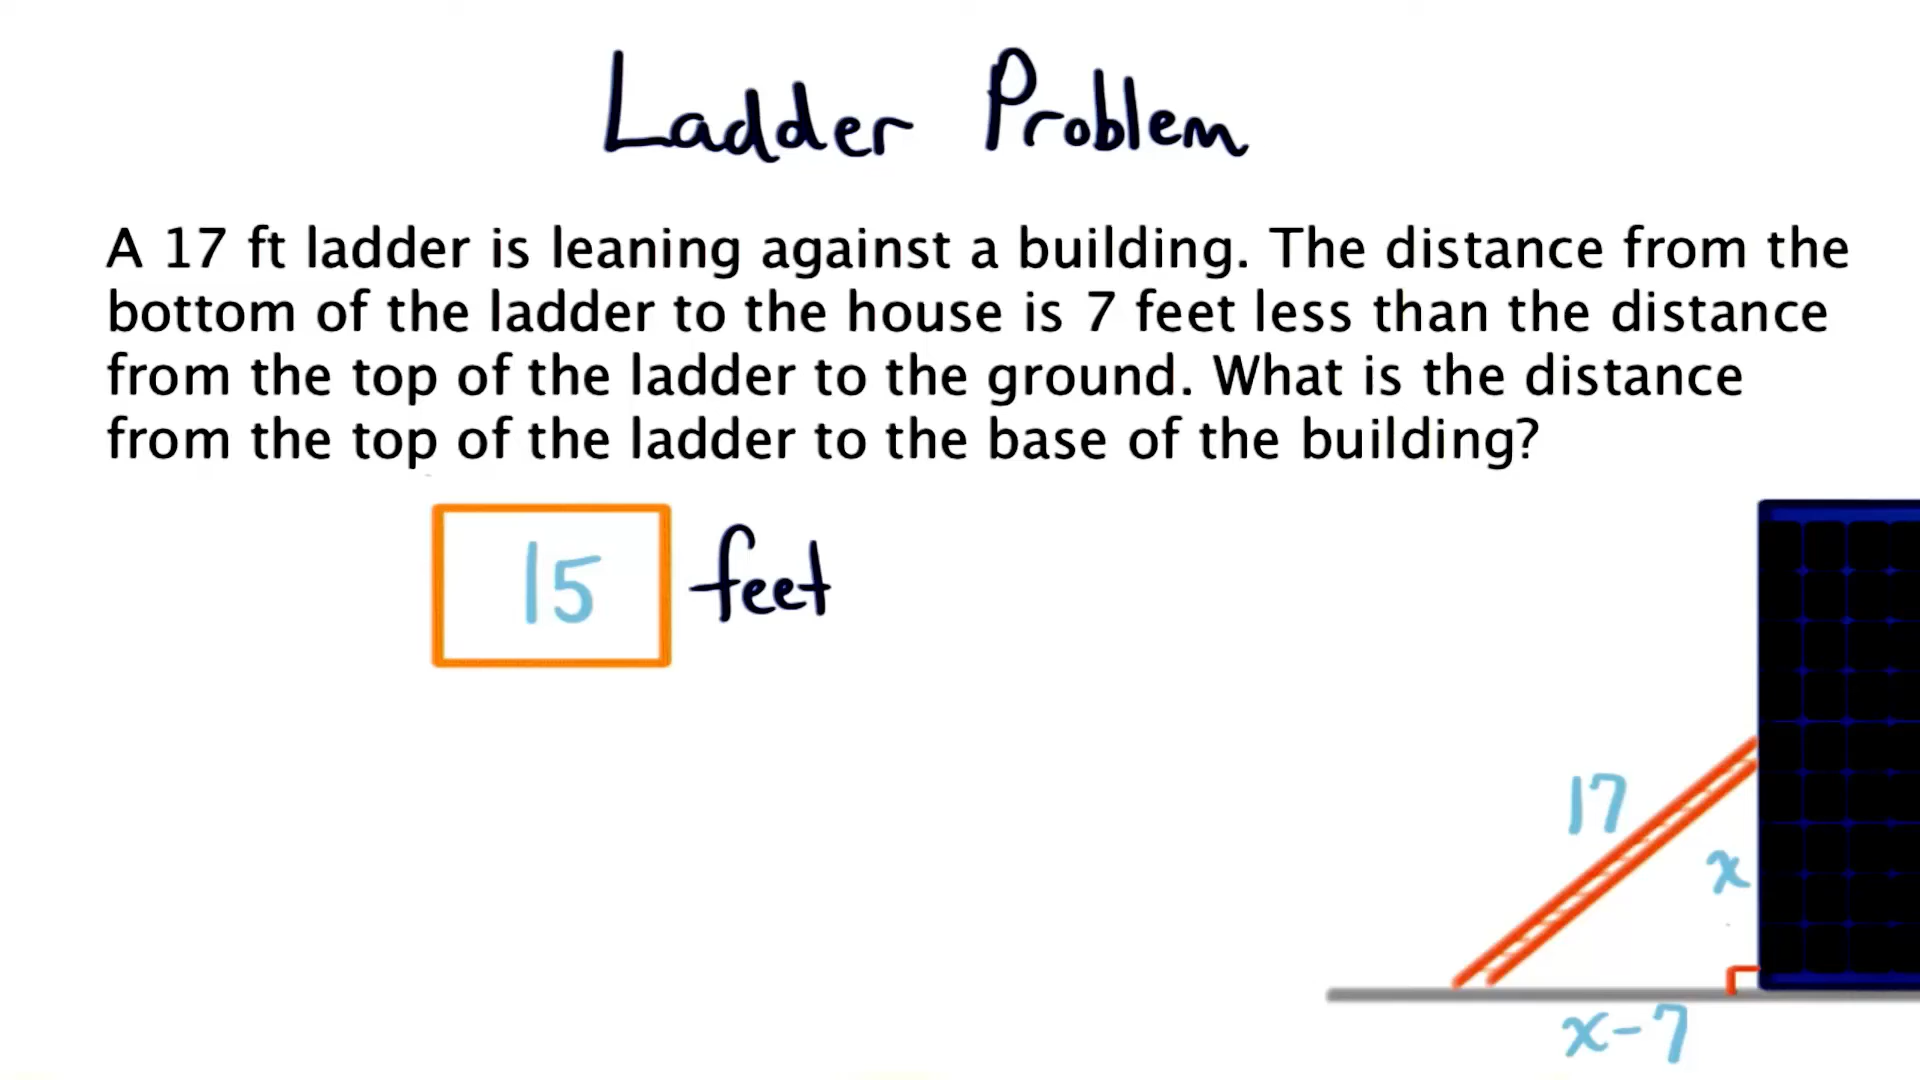 Ladder Problem
A 17 ft ladder is leaning against a building. The distance from the
bottom of the ladder to the house is 7 feet less than the distance
from the top of the ladder to the ground. What is the distance
from the top of the ladder to the base of the building?
15 feet
17
x
x-7